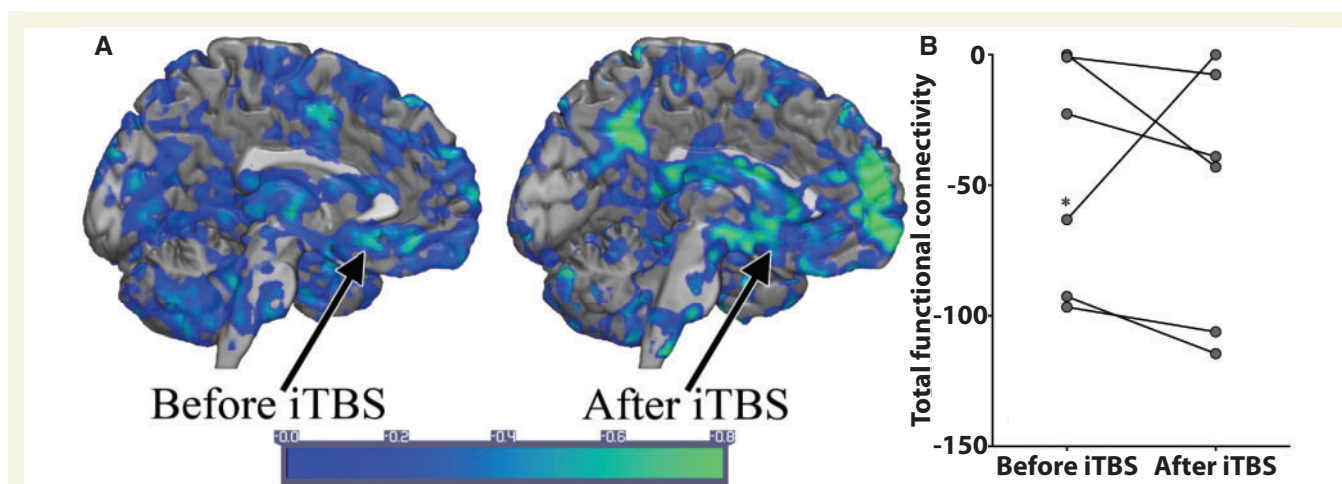 A
Before iTBS
After iTBS
-0.0 -0.2 -0.4 -0.6 -0.8
B
Total functional connectivity
0
-50
*
-100
-150
Before iTBS After iTBS